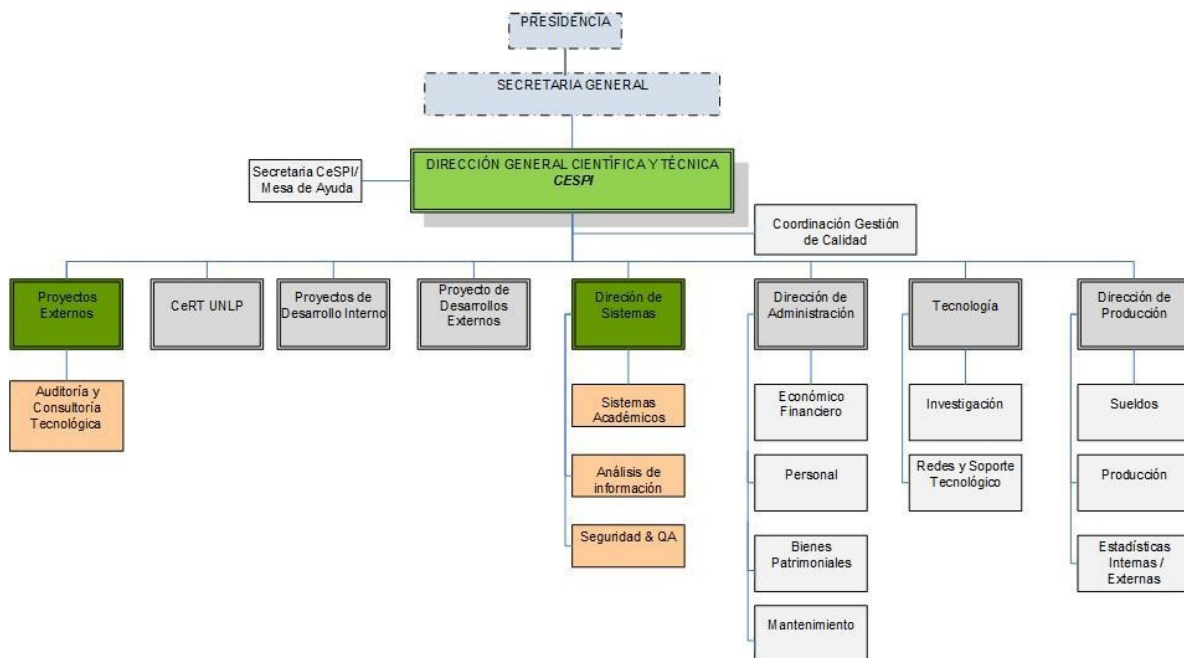 PRESIDENCIA
SECRETARIA GENERAL
DIRECCIÓN GENERAL CIENTÍFICA Y TÉCNICA
CESPI
Secretaria CeSPI/
Mesa de Ayuda
Coordinación Gestión
de Calidad
Proyectos
Externos
CeRT UNLP
Proyectos de
Desarrollo Interno
Proyecto de
Desarrollos
Externos
Direción de
Sistemas
Dirección de
Administración
Tecnología
Dirección de
Producción
Auditoría y
Consultoría
Tecnológica
Sistemas
Académicos
Análisis de
información
Seguridad & QA
Económico
Financiero
Personal
Bienes
Patrimoniales
Mantenimiento
Investigación
Redes y Soporte
Tecnológico
Sueldos
Producción
Estadísticas
Internas /
Externas